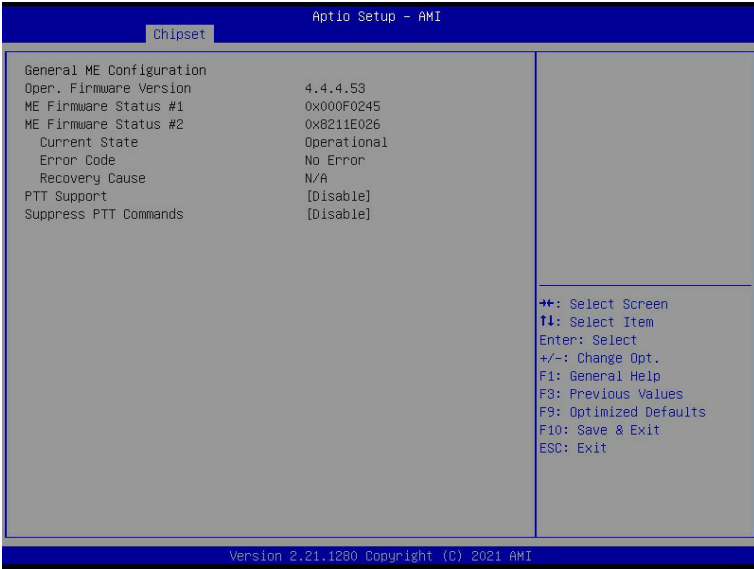 Aptio Setup – AMI
Chipset
General ME Configuration
Oper. Firmware Version 4.4.4.53
ME Firmware Status #1 0x000F0245
ME Firmware Status #2 0x8211E026
Current State Operational
Error Code No Error
Recovery Cause N/A
PTT Support [Disable]
Suppress PTT Commands [Disable]
→←: Select Screen
↑↓: Select Item
Enter: Select
+/-: Change Opt.
F1: General Help
F3: Previous Values
F9: Optimized Defaults
F10: Save & Exit
ESC: Exit
Version 2.21.1280 Copyright (C) 2021 AMI